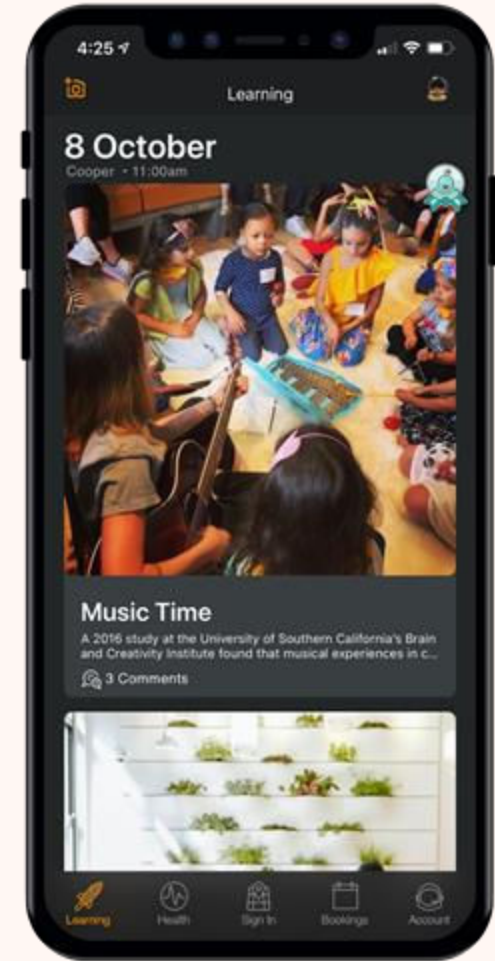 4:25
Learning
8 October
Cooper • 11:00am
Music Time
A 2016 study at the University of Southern California's Brain
and Creativity Institute found that musical experiences in c...
3 Comments
Learning Health Sign In Bookings Account